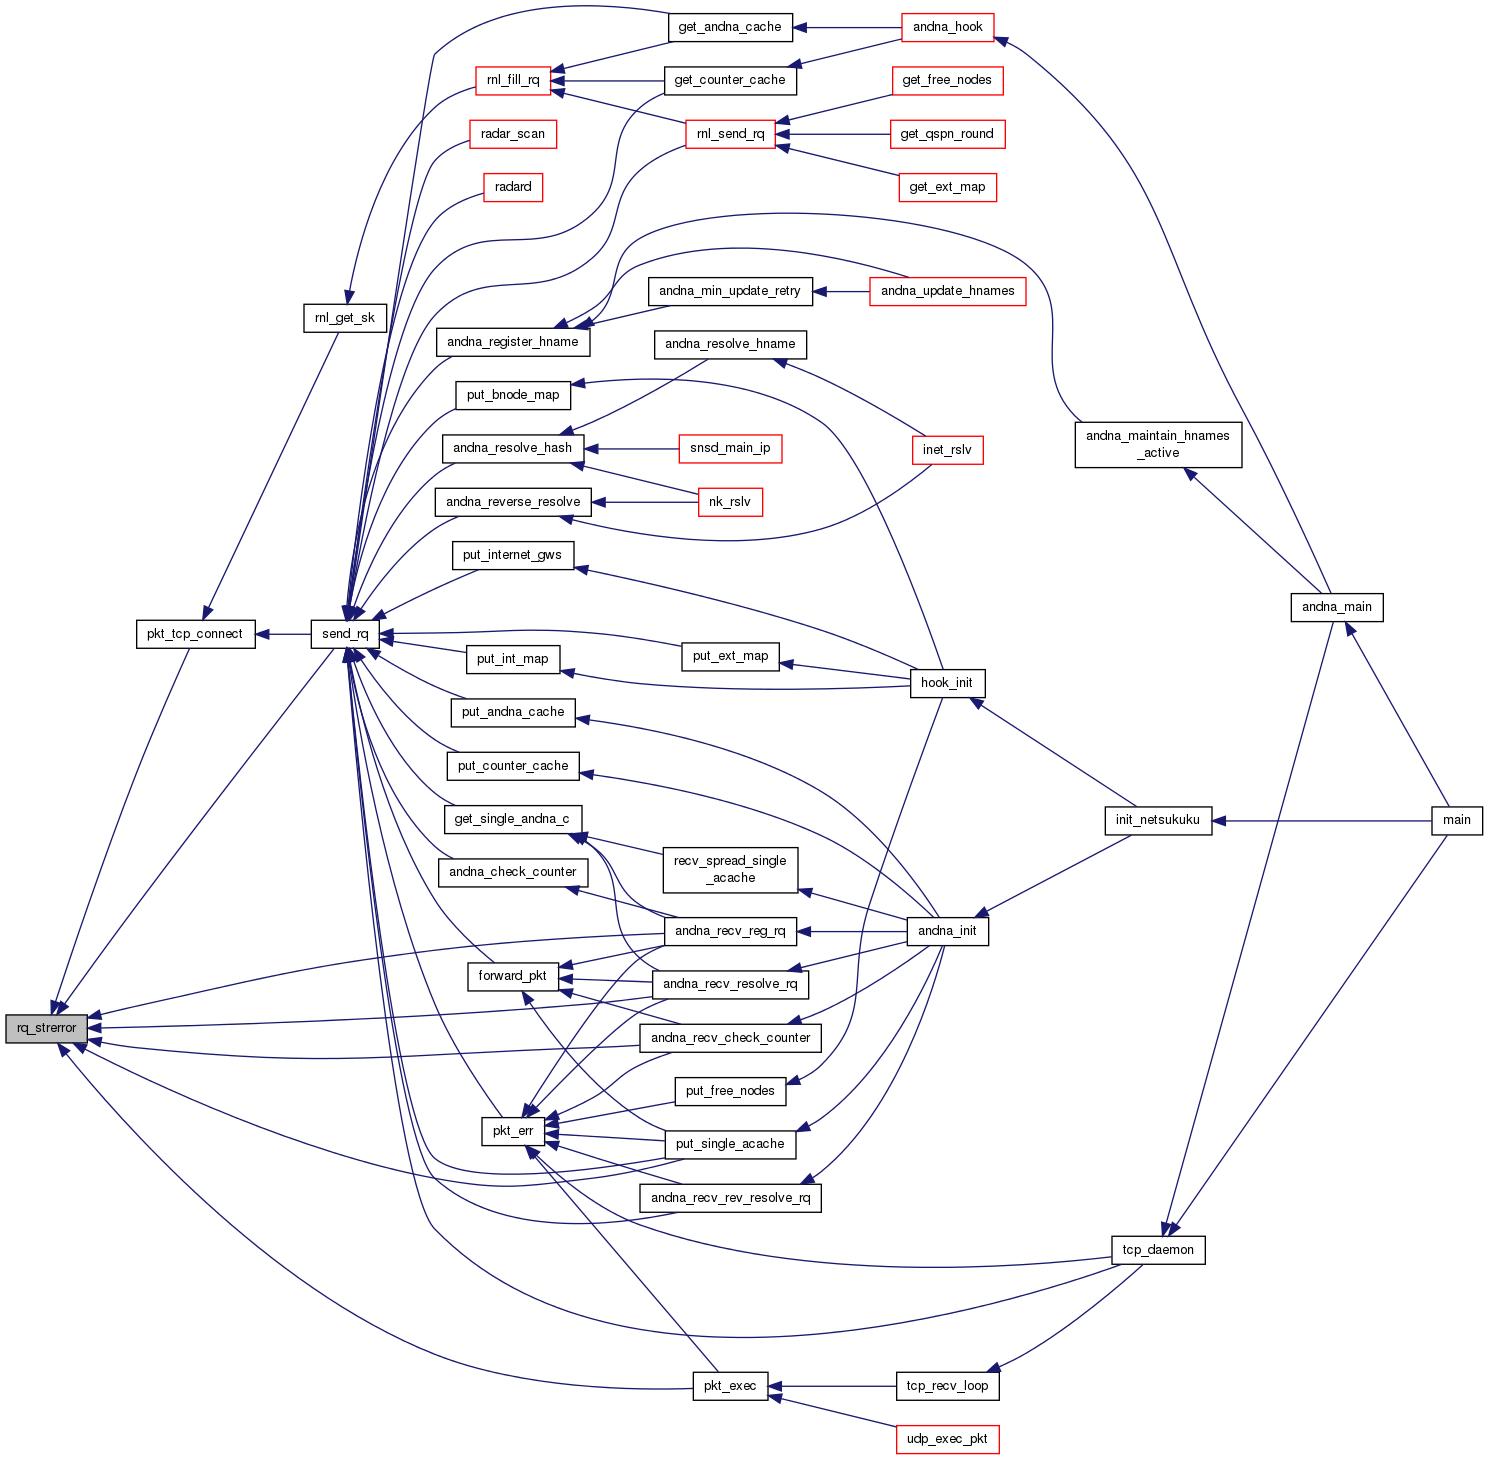 get_andna_cache
andna_hook
rnl_fill_rq
get_counter_cache
get_free_nodes
radar_scan
rnl_send_rq
get_qspn_round
radard
get_ext_map
andna_min_update_retry
andna_update_hnames
rnl_get_sk
andna_register_hname
andna_resolve_hname
put_bnode_map
andna_resolve_hash
snsd_main_ip
inet_rslv
andna_maintain_hnames
_active
andna_reverse_resolve
nk_rslv
put_internet_gws
andna_main
pkt_tcp_connect
send_rq
put_int_map
put_ext_map
hook_init
put_andna_cache
put_counter_cache
get_single_andna_c
init_netsukuku
main
andna_check_counter
recv_spread_single
_acache
andna_recv_reg_rq
andna_init
forward_pkt
andna_recv_resolve_rq
rq_strerror
andna_recv_check_counter
put_free_nodes
pkt_err
put_single_acache
andna_recv_rev_resolve_rq
tcp_daemon
pkt_exec
tcp_recv_loop
udp_exec_pkt